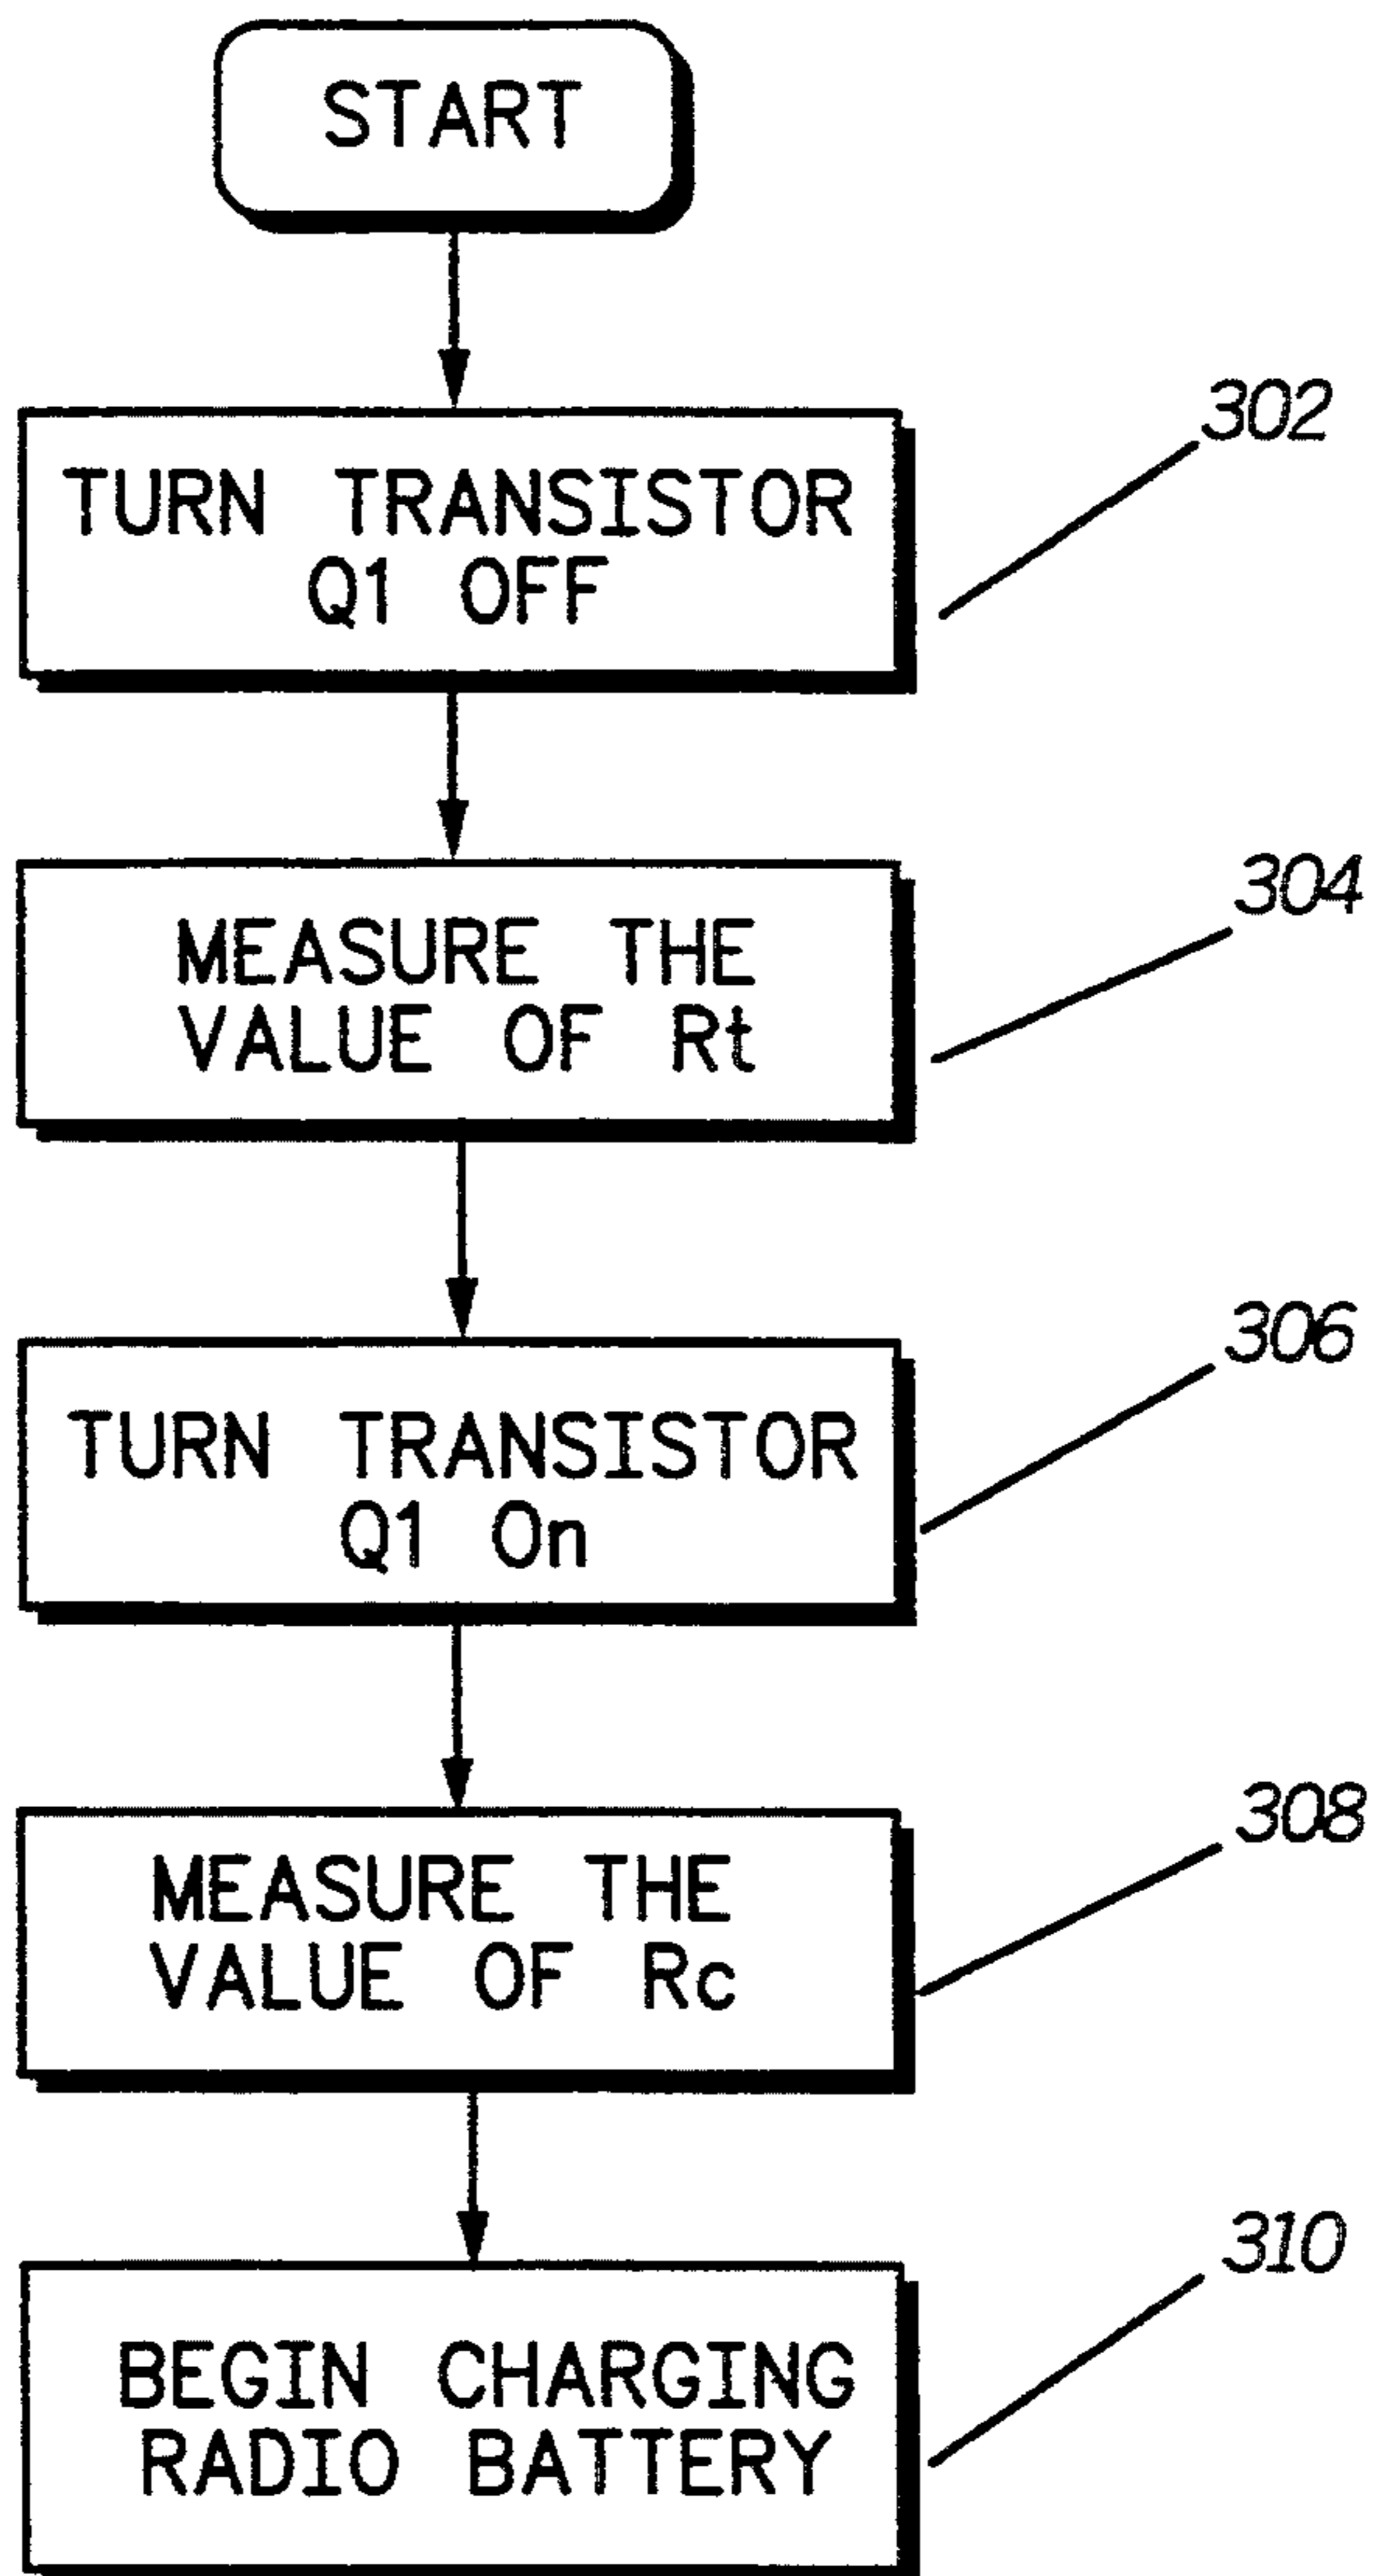 START
302
TURN TRANSISTOR
Q1 OFF
304
MEASURE THE
VALUE OF Rt
306
TURN TRANSISTOR
Q1 On
308
MEASURE THE
VALUE OF Rc
310
BEGIN CHARGING
RADIO BATTERY